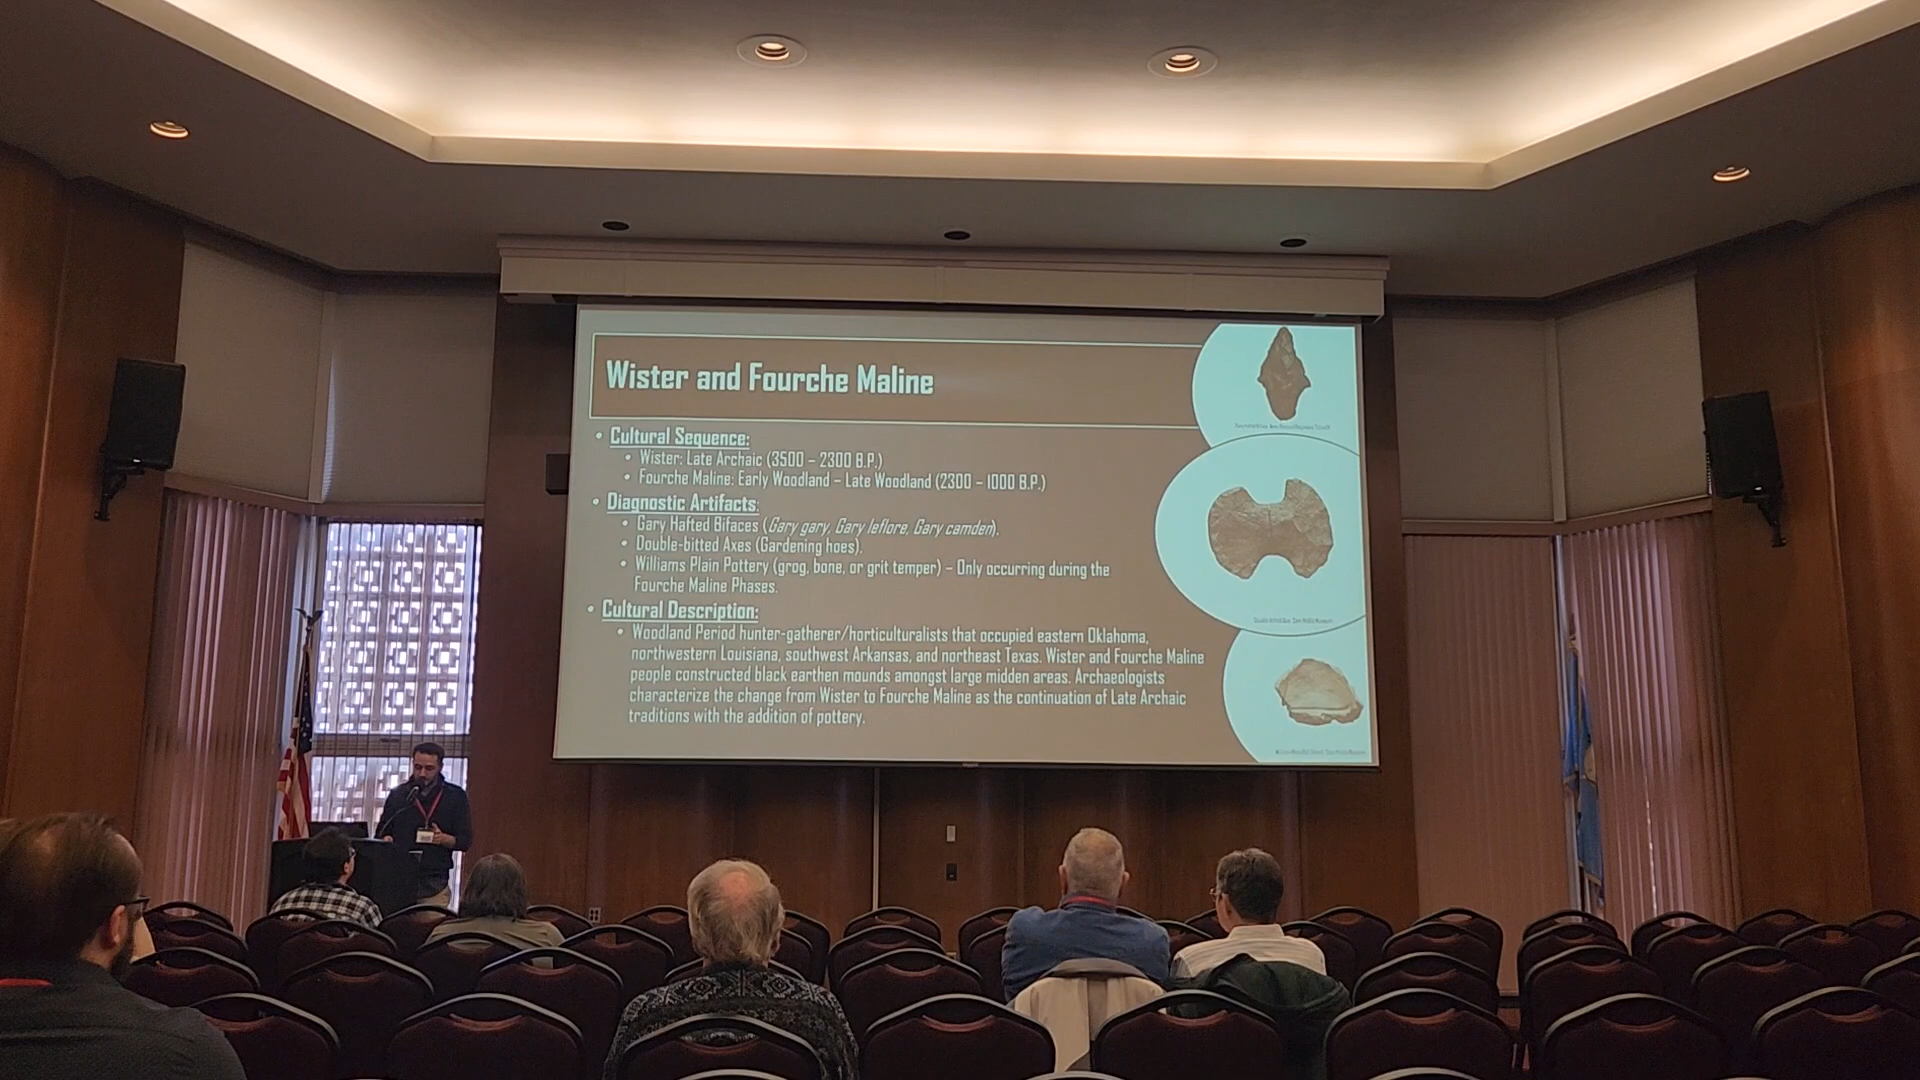 Wister and Fourche Maline
• Cultural Sequence:
• Wister: Late Archaic (3500 – 2300 B.P.)
• Fourche Maline: Early Woodland – Late Woodland (2300 – 1000 B.P.)
• Diagnostic Artifacts:
• Gary Hafted Bifaces (Gary gary, Gary leflore, Gary camden).
• Double-bitted Axes (Gardening hoes).
• Williams Plain Pottery (grog, bone, or grit temper) – Only occurring during the
Fourche Maline Phases.
• Cultural Description:
• Woodland Period hunter-gatherer/horticulturalists that occupied eastern Oklahoma,
northwestern Louisiana, southwest Arkansas, and northeast Texas. Wister and Fourche Maline
people constructed black earthen mounds amongst large midden areas. Archaeologists
characterize the change from Wister to Fourche Maline as the continuation of Late Archaic
traditions with the addition of pottery.